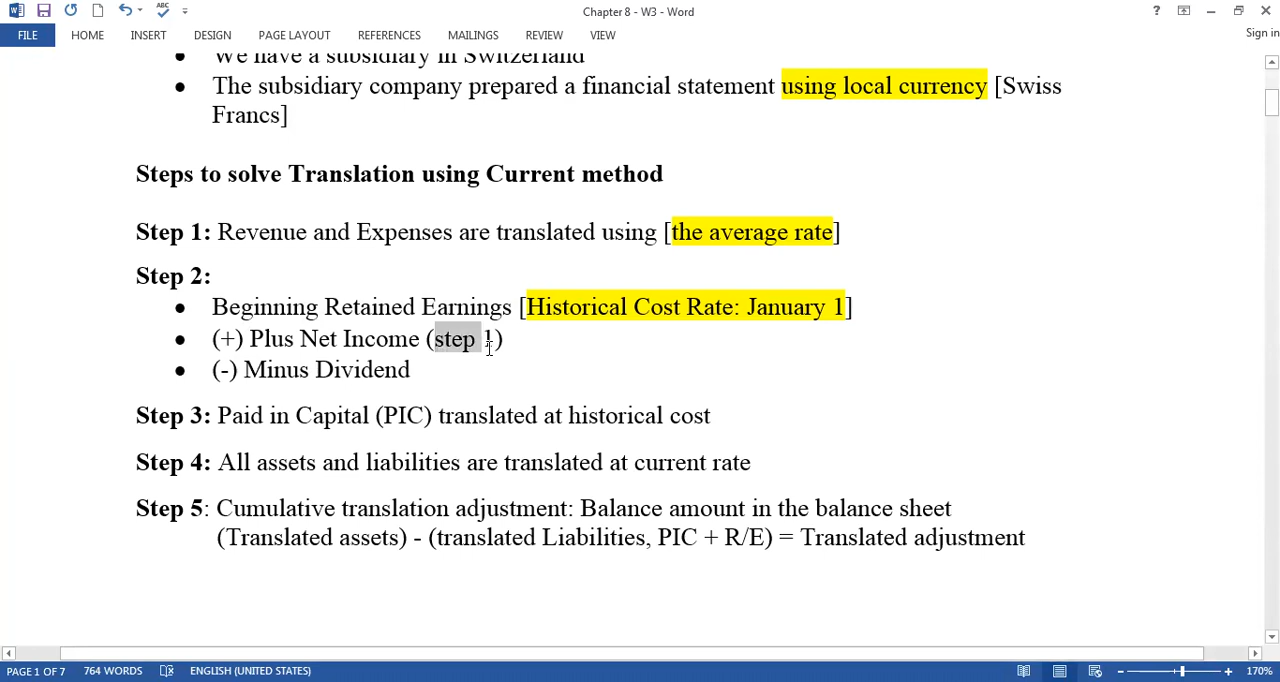 Chapter 8 - W3 - Word
ABC
?
FILE HOME INSERT DESIGN PAGE LAYOUT REFERENCES MAILINGS REVIEW VIEW Sign in
• We have a subsidiary in Switzerland
• The subsidiary company prepared a financial statement using local currency [Swiss
Francs]
Steps to solve Translation using Current method
Step 1: Revenue and Expenses are translated using [the average rate]
Step 2:
• Beginning Retained Earnings [Historical Cost Rate: January 1]
• (+) Plus Net Income (step 1)
• (-) Minus Dividend
Step 3: Paid in Capital (PIC) translated at historical cost
Step 4: All assets and liabilities are translated at current rate
Step 5: Cumulative translation adjustment: Balance amount in the balance sheet
(Translated assets) - (translated Liabilities, PIC + R/E) = Translated adjustment
PAGE 1 OF 7 764 WORDS ENGLISH (UNITED STATES) 170%